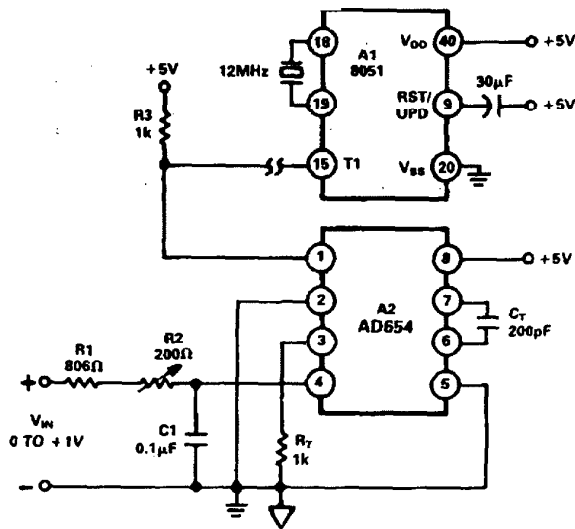 18
A1
8051
V_DD
40
+5V
12MHz
+5V
30μF
R3
1k
19
RST/
UPD
9
+5V
15
T1
V_SS
20
1
8
+5V
2
A2
AD654
7
C_T
200pF
3
6
R1
806Ω
R2
200Ω
4
5
+
V_IN
0 TO +1V
C1
0.1μF
R_T
1k
−